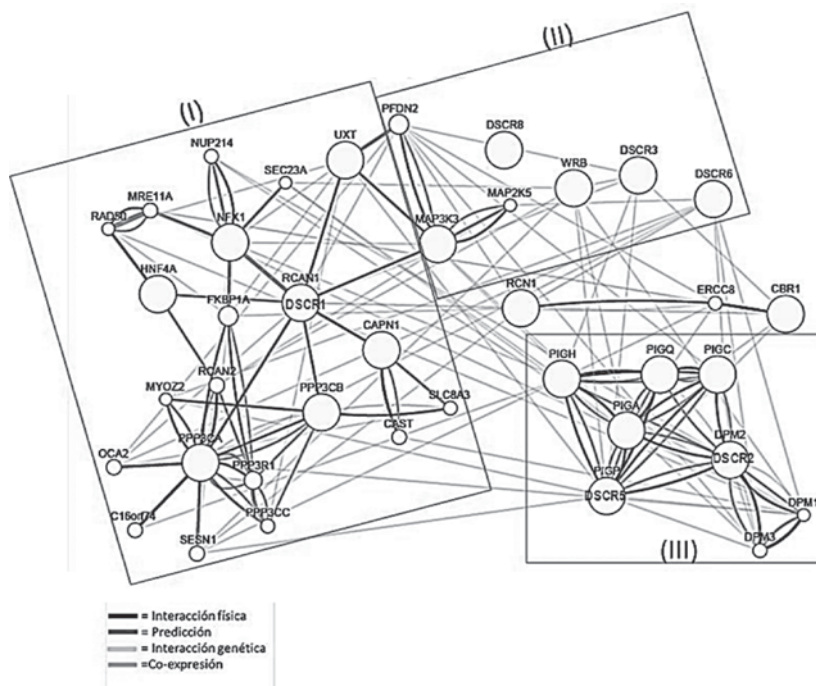 (I)
(II)
NUP214
UXT
PFDN2
DSCR8
SEC23A
WRB
DSCR3
MRE11A
MAP2K5
DSCR6
RAD50
NFX1
MAP3K3
HNF4A
RCAN1
DSCR1
RCN1
ERCC8
CBR1
FKBP1A
CAPN1
PIGH
PIGQ
PIGC
MYOZ2
RCAN2
PPP3CB
SLC8A3
PIGA
CAST
DPM2
DSCR2
OCA2
PPP3CA
PPP3R1
PIGP
DSCR5
C16orf74
PPP3CC
DPM1
SESN1
DPM3
(III)
= Interacción física
= Predicción
= Interacción genética
=Co-expresión